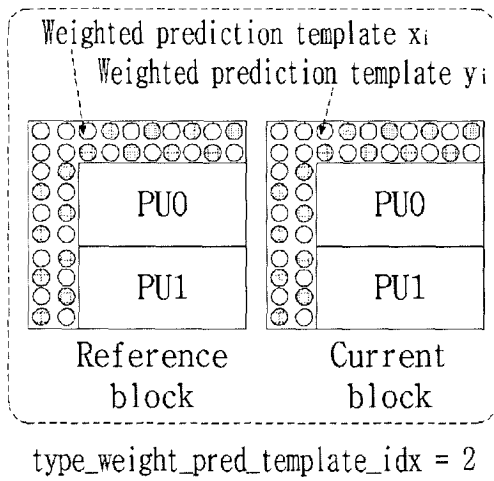 Weighted prediction template xi
Weighted prediction template yi
PU0 PU0
PU1 PU1
Reference block
Current block
type_weight_pred_template_idx = 2